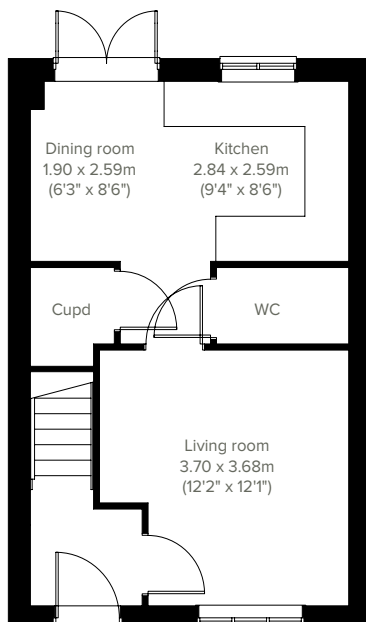 Dining room
1.90 x 2.59m
(6'3" x 8'6")
Kitchen
2.84 x 2.59m
(9'4" x 8'6")
Cupd
WC
Living room
3.70 x 3.68m
(12'2" x 12'1")